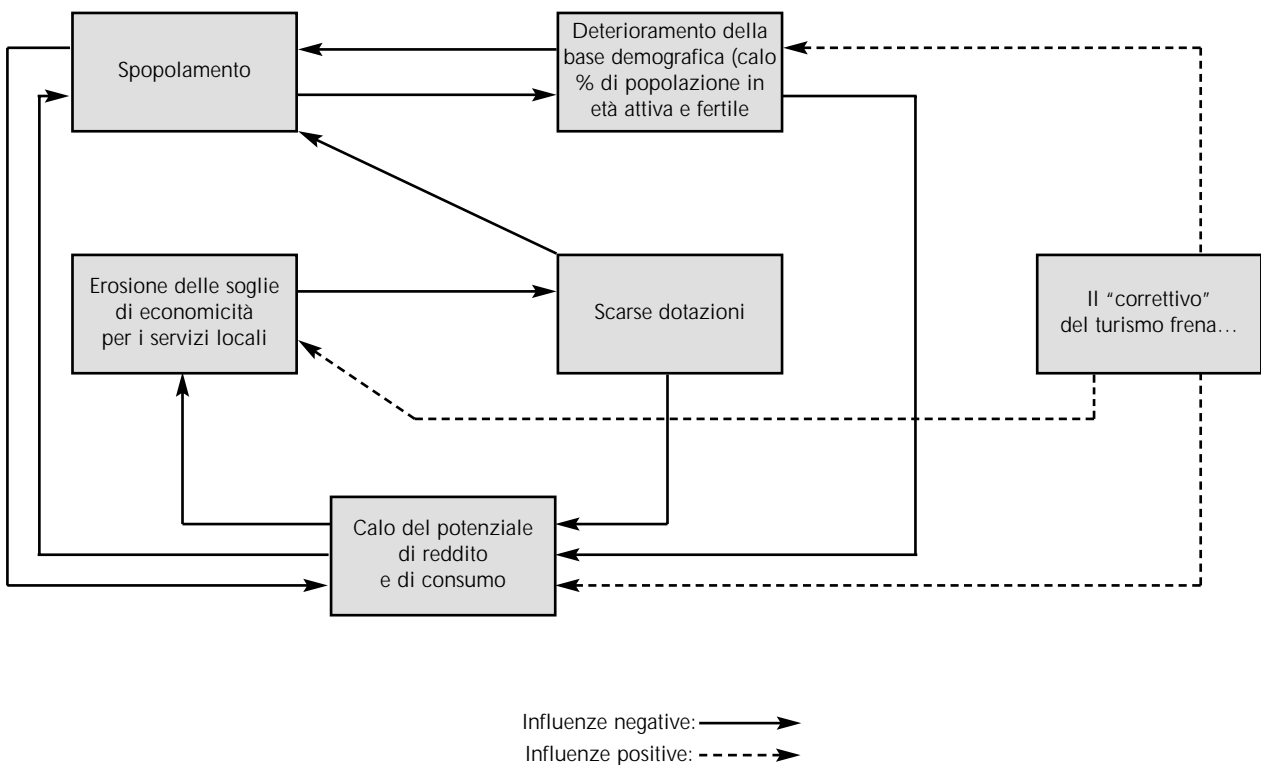 Spopolamento
Deterioramento della
base demografica (calo
% di popolazione in
età attiva e fertile
Erosione delle soglie
di economicità
per i servizi locali
Scarse dotazioni
Il “correttivo”
del turismo frena…
Calo del potenziale
di reddito
e di consumo
Influenze negative:
Influenze positive: